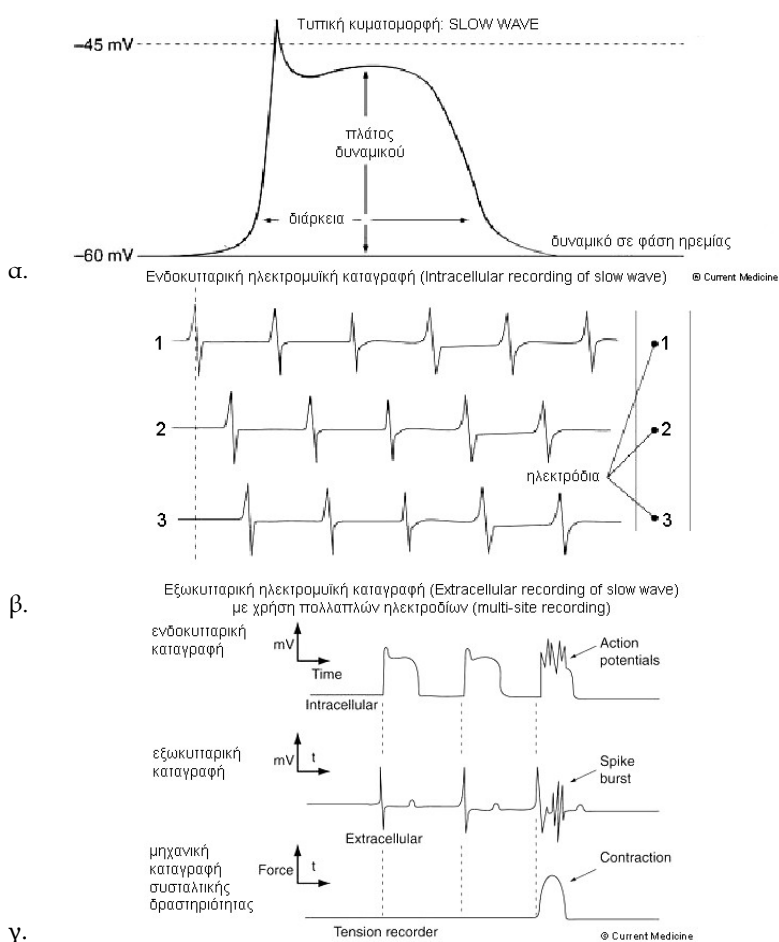 Τυπική κυματομορφή: SLOW WAVE
–45 mV
πλάτος
δυναμικού
διάρκεια
δυναμικό σε φάση ηρεμίας
–60 mV
α.
Ενδοκυτταρική ηλεκτρομυϊκή καταγραφή (Intracellular recording of slow wave)
© Current Medicine
1
1
2
2
ηλεκτρόδια
3
3
Εξωκυτταρική ηλεκτρομυϊκή καταγραφή (Extracellular recording of slow wave)
β.
με χρήση πολλαπλών ηλεκτροδίων (multi-site recording)
ενδοκυτταρική
καταγραφή
mV
Time
Action
potentials
Intracellular
εξωκυτταρική
καταγραφή
mV
t
Spike
burst
Extracellular
μηχανική
καταγραφή
συσταλτικής
δραστηριότητας
Force
t
Contraction
γ.
Tension recorder
© Current Medicine